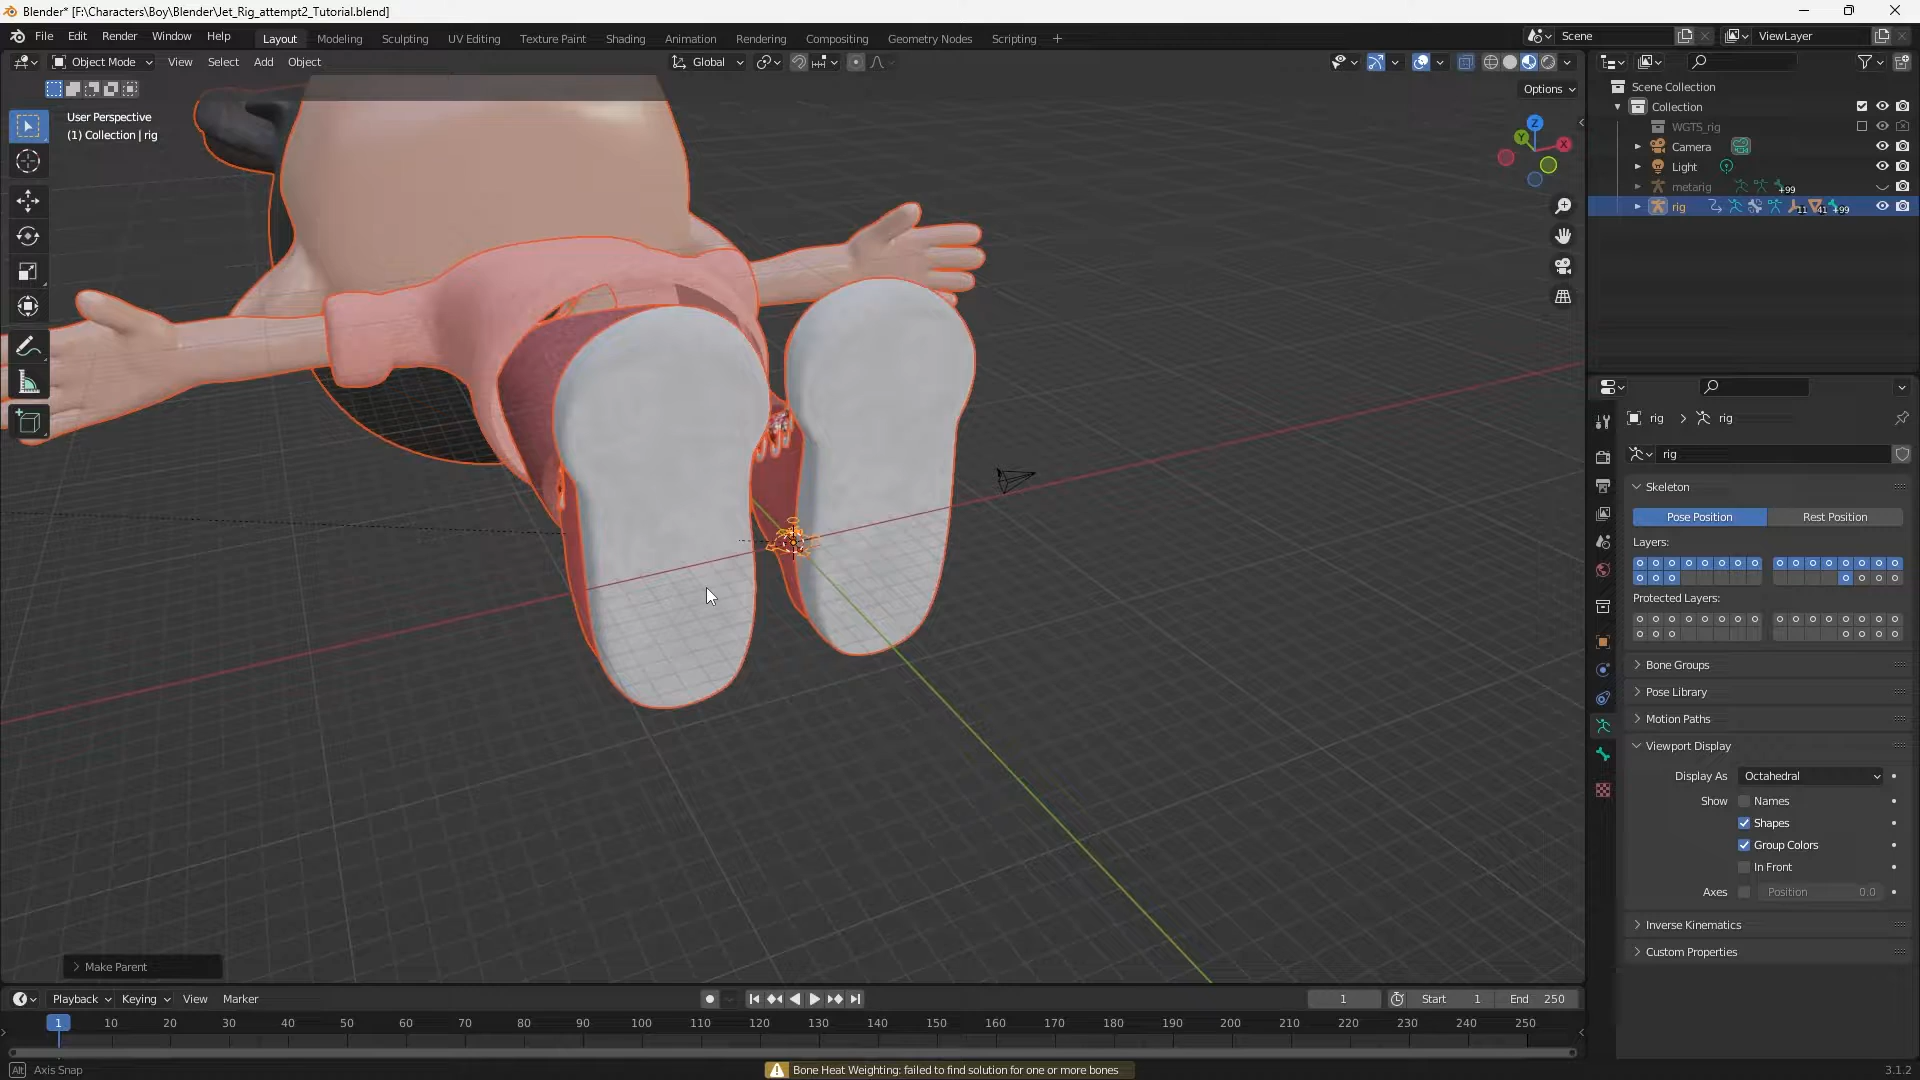 Blender* [F:\Characters\Boy\Blender\Jet_Rig_attempt2_Tutorial.blend]
File Edit Render Window Help Layout Modeling Sculpting UV Editing Texture Paint Shading Animation Rendering Compositing Geometry Nodes Scripting + Scene ViewLayer
Object Mode View Select Add Object Global
Options
User Perspective
(1) Collection | rig
Z
Y
X
Scene Collection
Collection
WGTS_rig
Camera
Light
metarig +99
rig 11 41 +99
rig > rig
rig
Skeleton
Pose Position Rest Position
Layers:
Protected Layers:
Bone Groups
Pose Library
Motion Paths
Viewport Display
Display As Octahedral
Show Names
Shapes
Group Colors
In Front
Axes Position 0.0
Inverse Kinematics
Custom Properties
Make Parent
Playback Keying View Marker 1 Start 1 End 250
1 10 20 30 40 50 60 70 80 90 100 110 120 130 140 150 160 170 180 190 200 210 220 230 240 250
Alt Axis Snap Bone Heat Weighting: failed to find solution for one or more bones 3.1.2